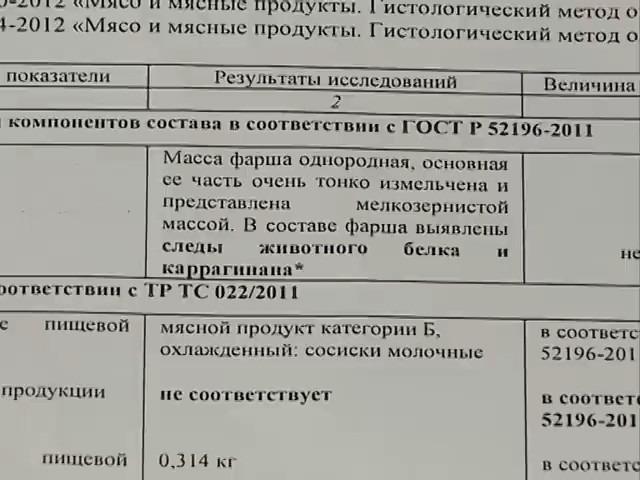 -2012 «Мясо и мясные продукты. Гистологический метод о
4-2012 «Мясо и мясные продукты. Гистологический метод о
показатели Результаты исследований Величина
2
компонентов состава в соответствии с ГОСТ Р 52196-2011
Масса фарша однородная, основная
ее часть очень тонко измельчена и
представлена мелкозернистой
массой. В составе фарша выявлены
следы животного белка и
не
каррагинана*
оответствии с ТР ТС 022/2011
е пищевой мясной продукт категории Б, в соответс
охлажденный: сосиски молочные 52196-201
продукции не соответствует в соответс
52196-201
пищевой 0,314 кг в соответс